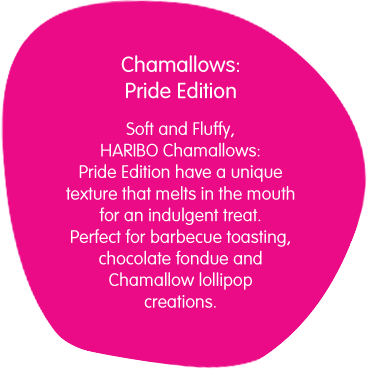 Chamallows:
Pride Edition
Soft and Fluffy,
HARIBO Chamallows:
Pride Edition have a unique
texture that melts in the mouth
for an indulgent treat.
Perfect for barbecue toasting,
chocolate fondue and
Chamallow lollipop
creations.